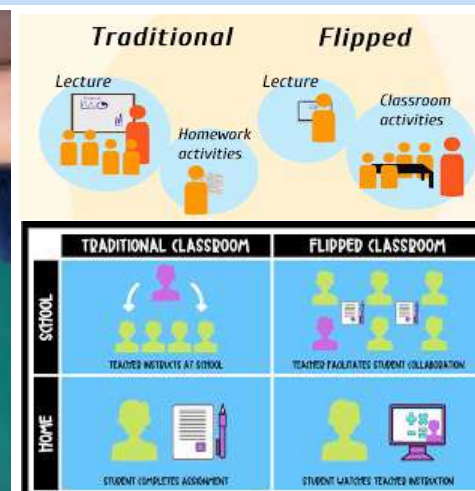 Traditional
Flipped
Lecture
Homework
activities
Lecture
Classroom
activities
TRADITIONAL CLASSROOM
FLIPPED CLASSROOM
SCHOOL
TEACHER INSTRUCTS AT SCHOOL
TEACHER FACILITATES STUDENT COLLABORATION
HOME
STUDENT COMPLETES ASSIGNMENT
STUDENT WATCHES TEACHER INSTRUCTION